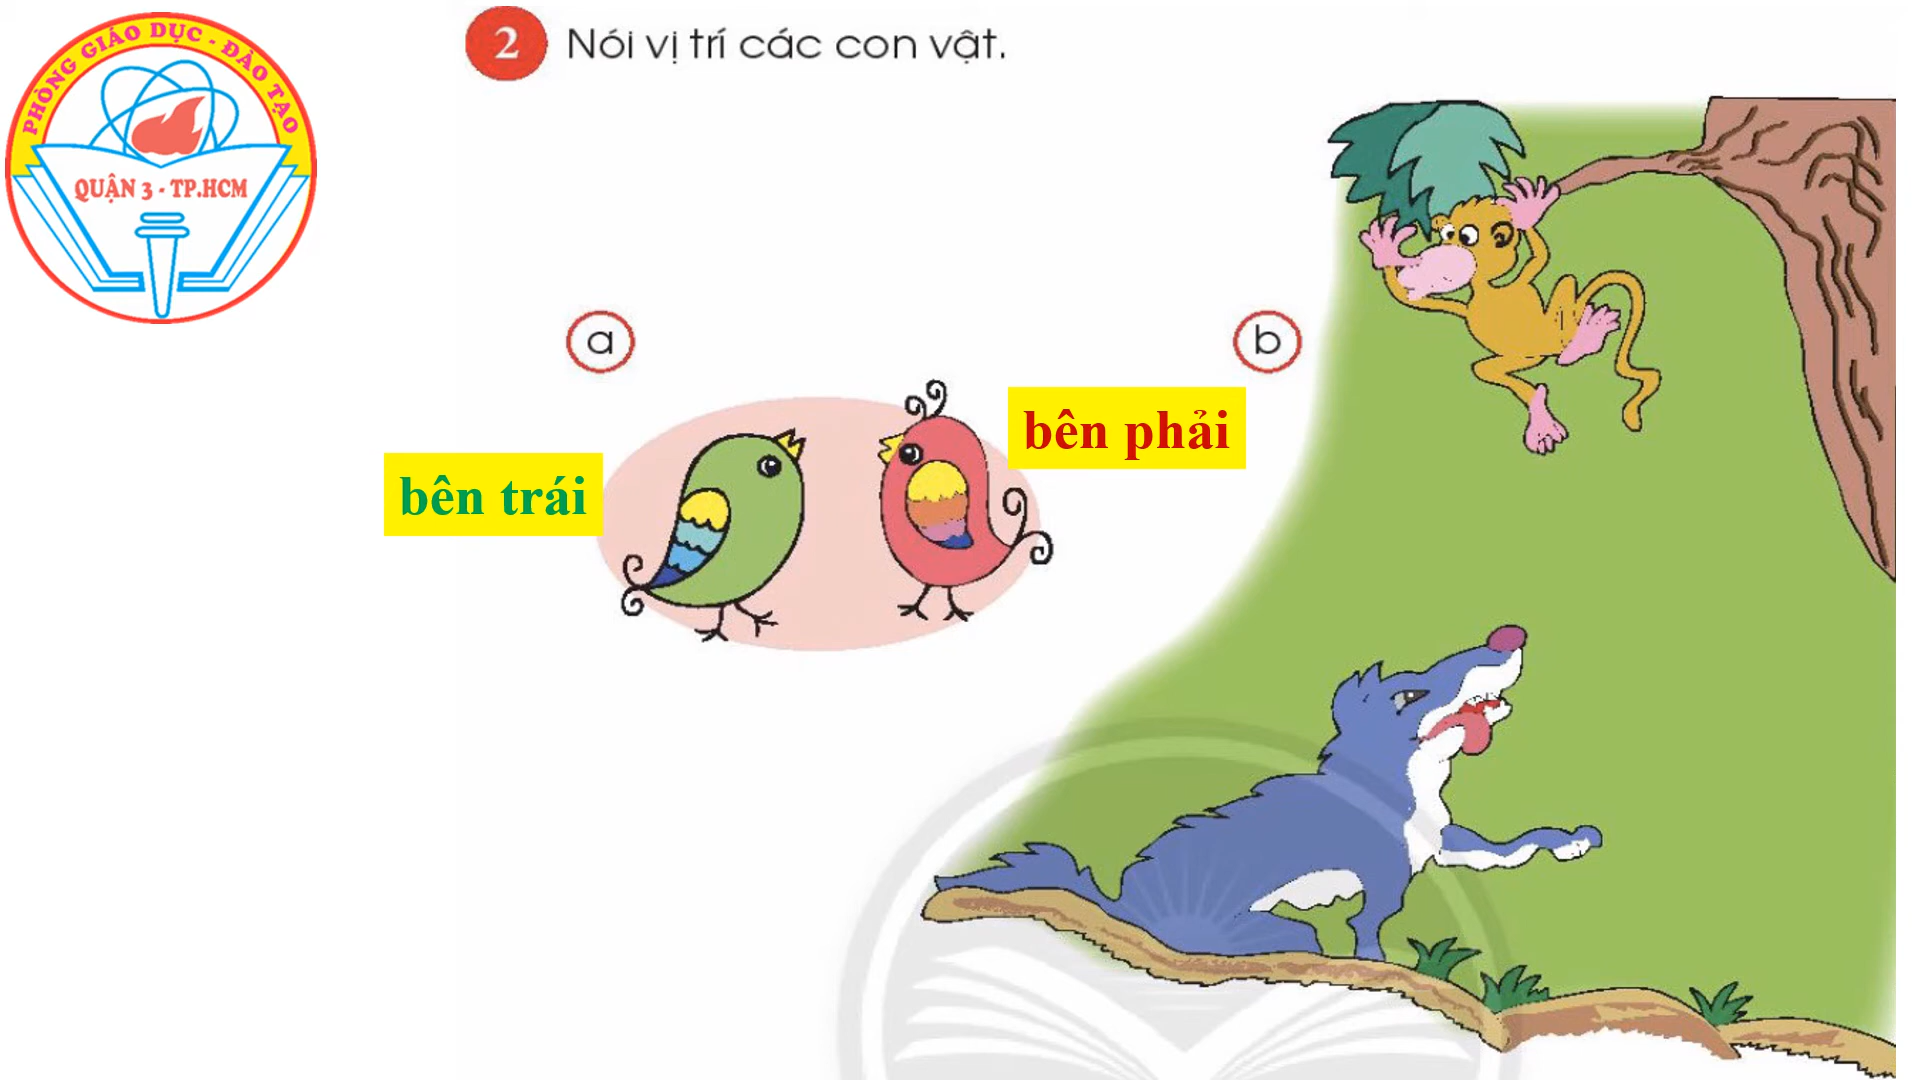 PHÒNG GIÁO DỤC - ĐÀO TẠO
QUẬN 3 - TP.HCM
2 Nói vị trí các con vật.
a
b
bên phải
bên trái